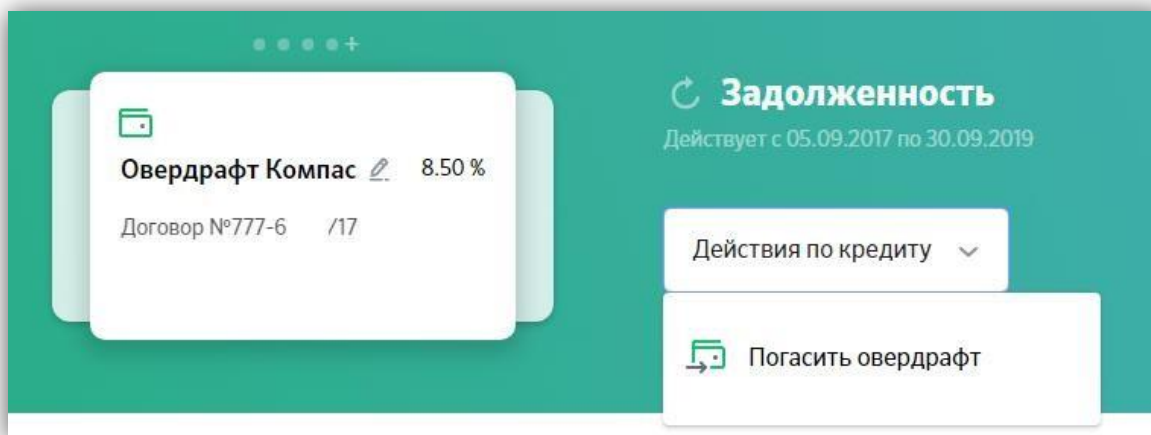 Овердрафт Компас 8.50 %
Договор №777-6 /17
Задолженность
Действует с 05.09.2017 по 30.09.2019
Действия по кредиту
Погасить овердрафт